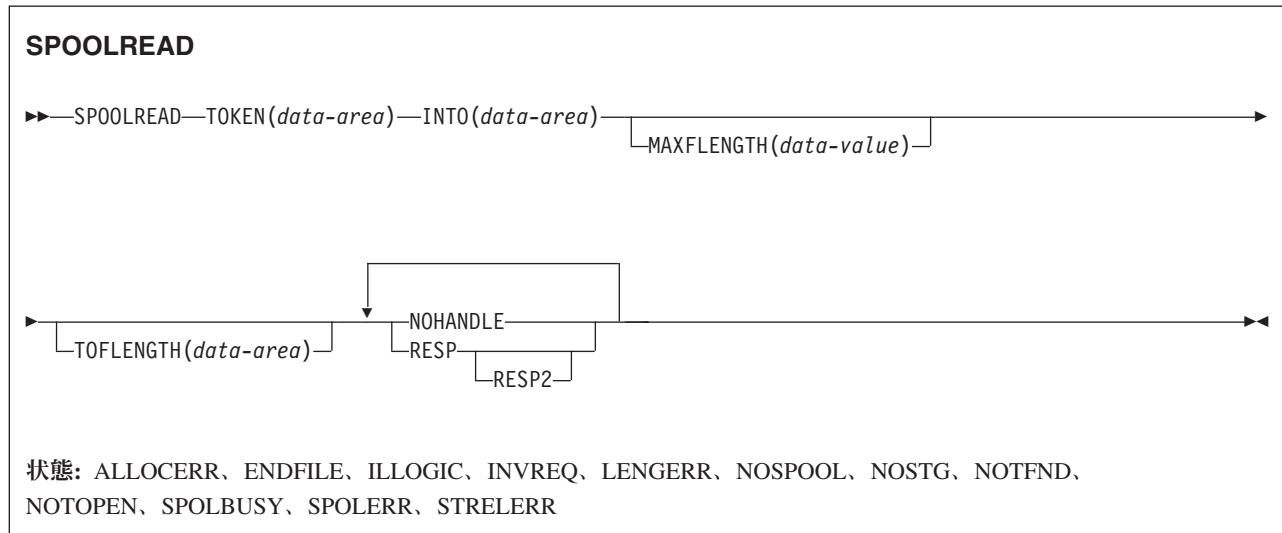 SPOOLREAD
SPOOLREAD TOKEN(data-area) INTO(data-area)
MAXFLENGTH(data-value)
NOHANDLE
TOFLENGTH(data-area) RESP
RESP2
状態: ALLOCERR、ENDFILE、ILLOGIC、INVREQ、LENGERR、NOSPOOL、NOSTG、NOTFND、
NOTOPEN、SPOLBUSY、SPOLERR、STRELERR